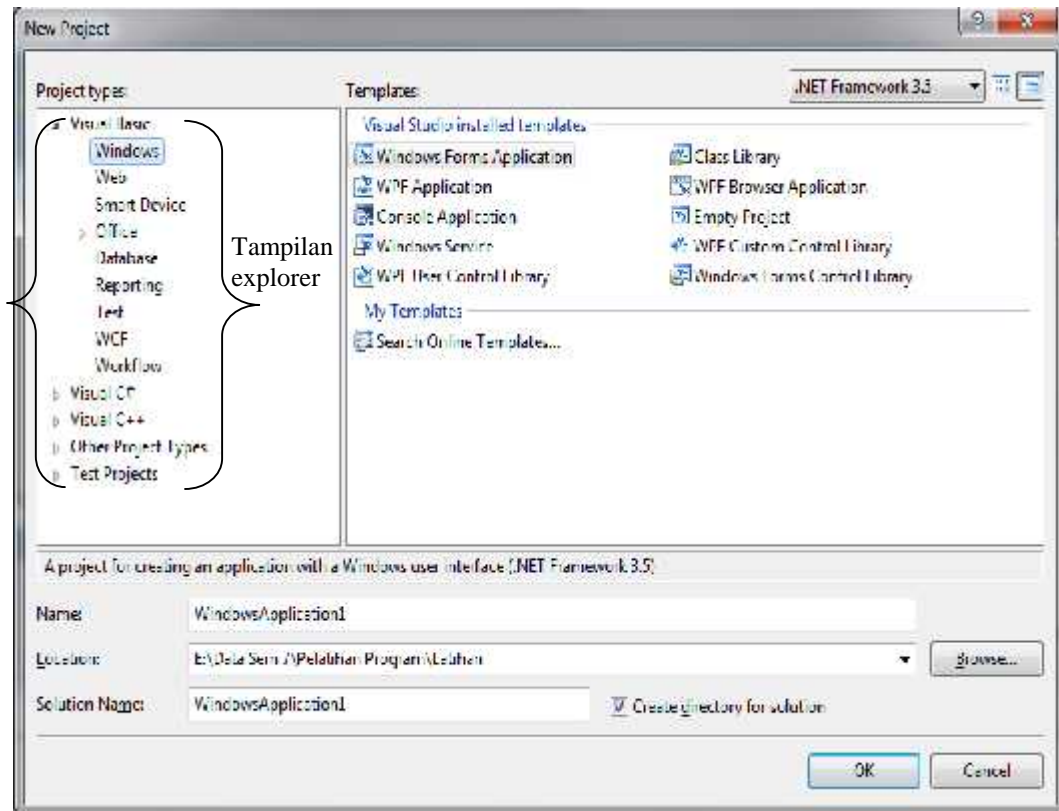 New Project
Project types:
Templates:
.NET Framework 3.5
Visual Basic
Windows
Web
Smart Device
Office
Database
Reporting
Test
WCF
Workflow
Visual C#
Visual C++
Other Project Types
Test Projects
Tampilan
explorer
Visual Studio installed templates
Windows Forms Application
Class Library
WPF Application
WPF Browser Application
Console Application
Empty Project
Windows Service
WPF Custom Control Library
WPF User Control Library
Windows Forms Control Library
My Templates
Search Online Templates...
A project for creating an application with a Windows user interface (.NET Framework 3.5)
Name:
WindowsApplication1
Location:
E:\Data Sem 7\Pelatihan Program\Latihan
Browse...
Solution Name:
WindowsApplication1
Create directory for solution
OK
Cancel